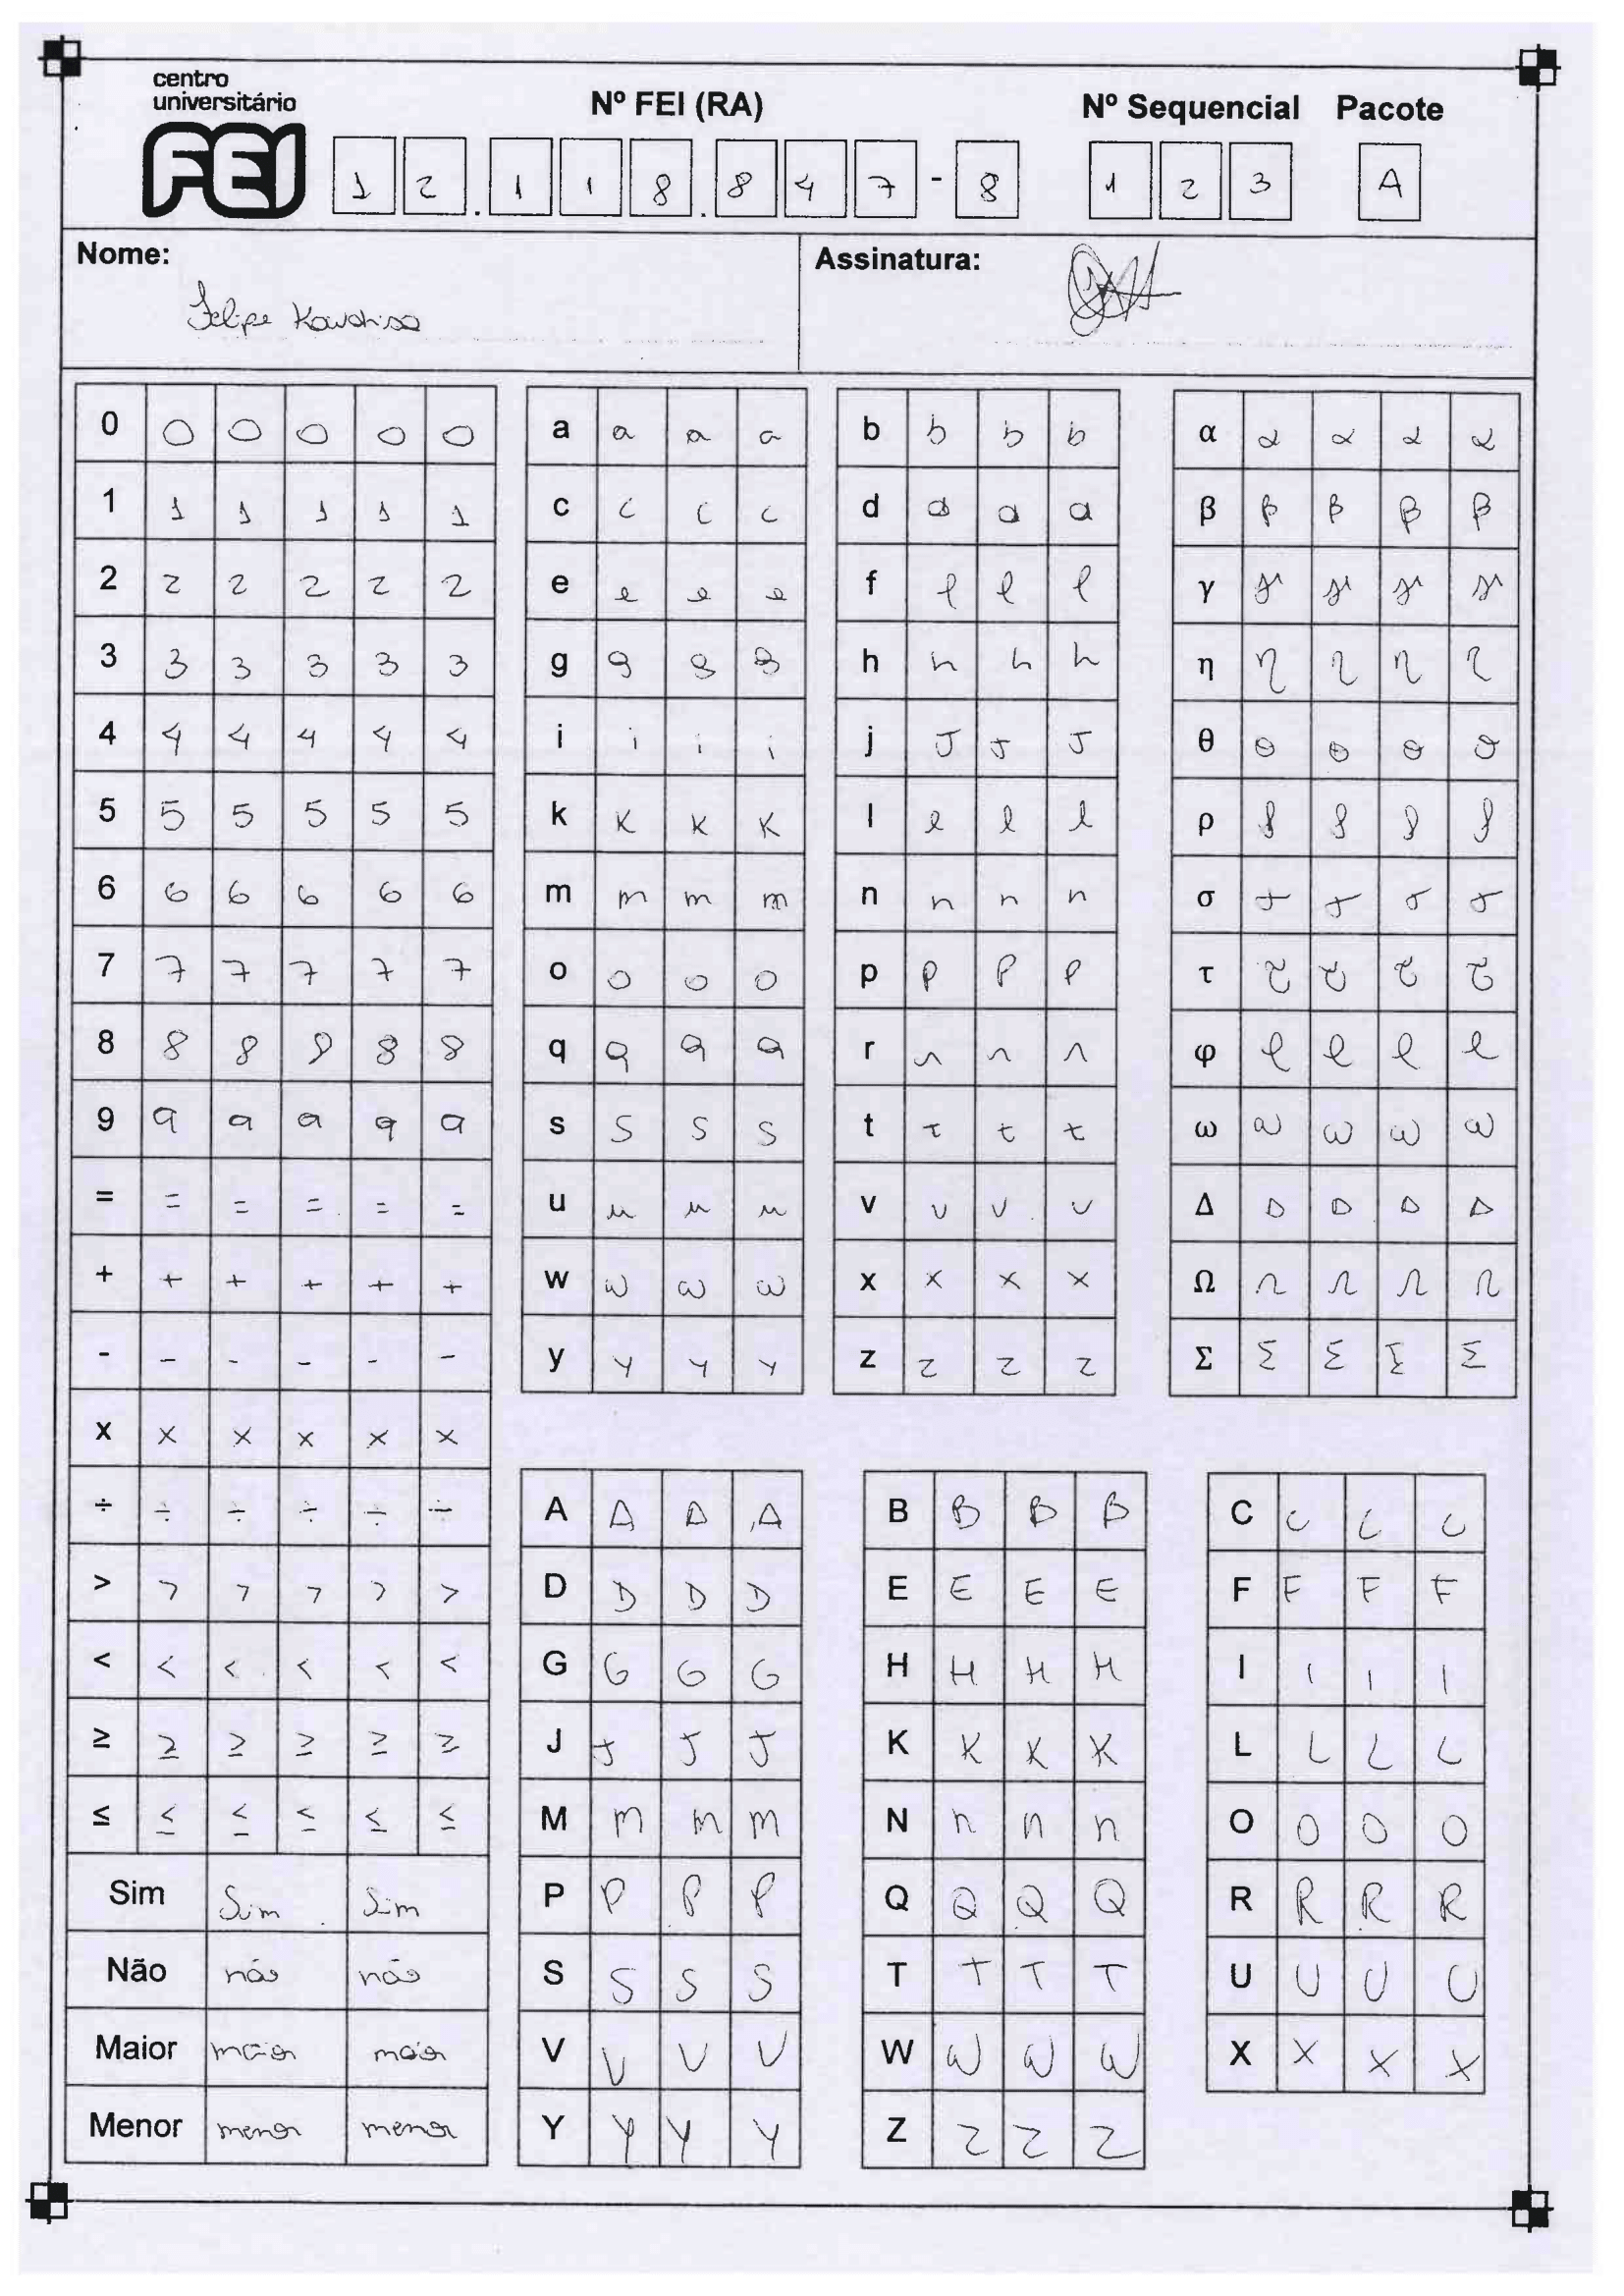 centro
universitário
FEI
Nº FEI (RA)
Nº Sequencial Pacote
1 2 . 1 1 8 . 8 4 7 - 8 1 2 3 A
Nome: Assinatura:
Felipe
0 0 0 0 0 0
1 1 1 1 1 1
2 2 2 2 2 2
3 3 3 3 3 3
4 4 4 4 4 4
5 5 5 5 5 5
6 6 6 6 6 6
7 7 7 7 7 7
8 8 8 8 8 8
9 9 9 9 9 9
= = = = = =
+ + + + + +
- - - - - -
x x x x x x
÷ ÷ ÷ ÷ ÷ ÷
> > > > > >
< < < < < <
≥ ≥ ≥ ≥ ≥ ≥
≤ ≤ ≤ ≤ ≤ ≤
Sim Sim Sim
Não não não
Maior maior maior
Menor menor menor
a a a a
c c c c
e e e e
g g g g
i i i i
k k k k
m m m m
o o o o
q q q q
s s s s
u u u u
w w w w
y y y y
b b b b
d d d d
f f f f
h h h h
j j j j
l l l l
n n n n
p p p p
r r r r
t t t t
v v v v
x x x x
z z z z
α α α α α
β β β β β
γ γ γ γ γ
η η η η η
θ θ θ θ θ
ρ ρ ρ ρ ρ
σ σ σ σ σ
τ τ τ τ τ
φ φ φ φ φ
ω ω ω ω ω
Δ Δ Δ Δ Δ
Ω Ω Ω Ω Ω
Σ Σ Σ Σ Σ
A A A A
D D D D
G G G G
J J J J
M M M M
P P P P
S S S S
V V V V
Y Y Y Y
B B B B
E E E E
H H H H
K K K K
N N N N
Q Q Q Q
T T T T
W W W W
Z Z Z Z
C C C C
F F F F
I I I I
L L L L
O O O O
R R R R
U U U U
X X X X